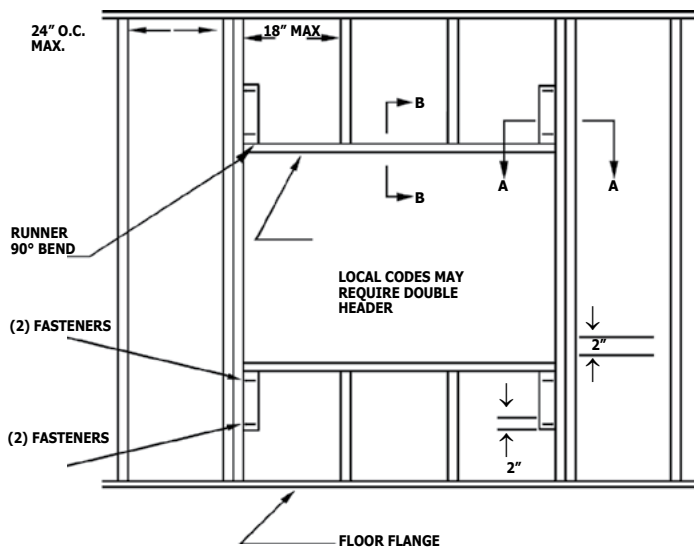 24" O.C.
MAX.
18" MAX
B
B
A
A
RUNNER
90° BEND
LOCAL CODES MAY
REQUIRE DOUBLE
HEADER
(2) FASTENERS
2"
(2) FASTENERS
2"
FLOOR FLANGE